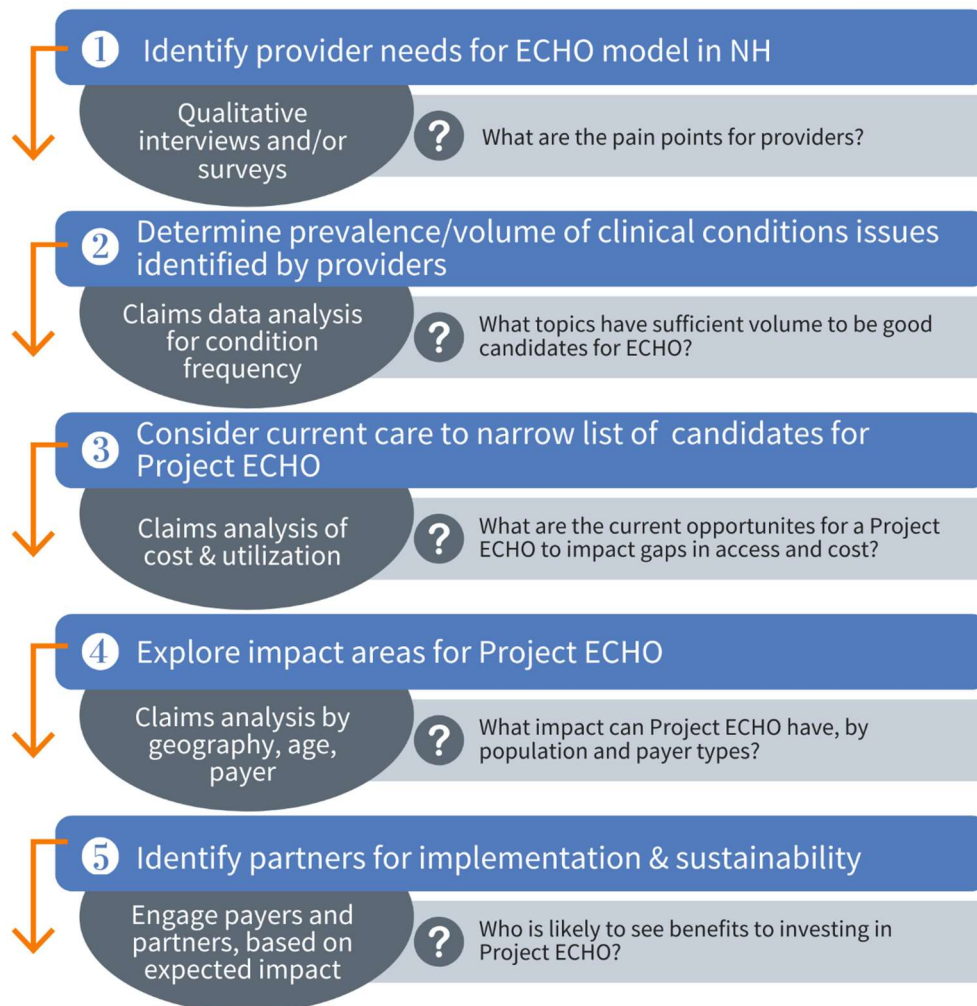 1 Identify provider needs for ECHO model in NH
Qualitative
interviews and/or
surveys
?
What are the pain points for providers?
2 Determine prevalence/volume of clinical conditions issues
identified by providers
Claims data analysis
for condition
frequency
?
What topics have sufficient volume to be good
candidates for ECHO?
3 Consider current care to narrow list of candidates for
Project ECHO
Claims analysis of
cost & utilization
?
What are the current opportunites for a Project
ECHO to impact gaps in access and cost?
4 Explore impact areas for Project ECHO
Claims analysis by
geography, age,
payer
?
What impact can Project ECHO have, by
population and payer types?
5 Identify partners for implementation & sustainability
Engage payers and
partners, based on
expected impact
?
Who is likely to see benefits to investing in
Project ECHO?